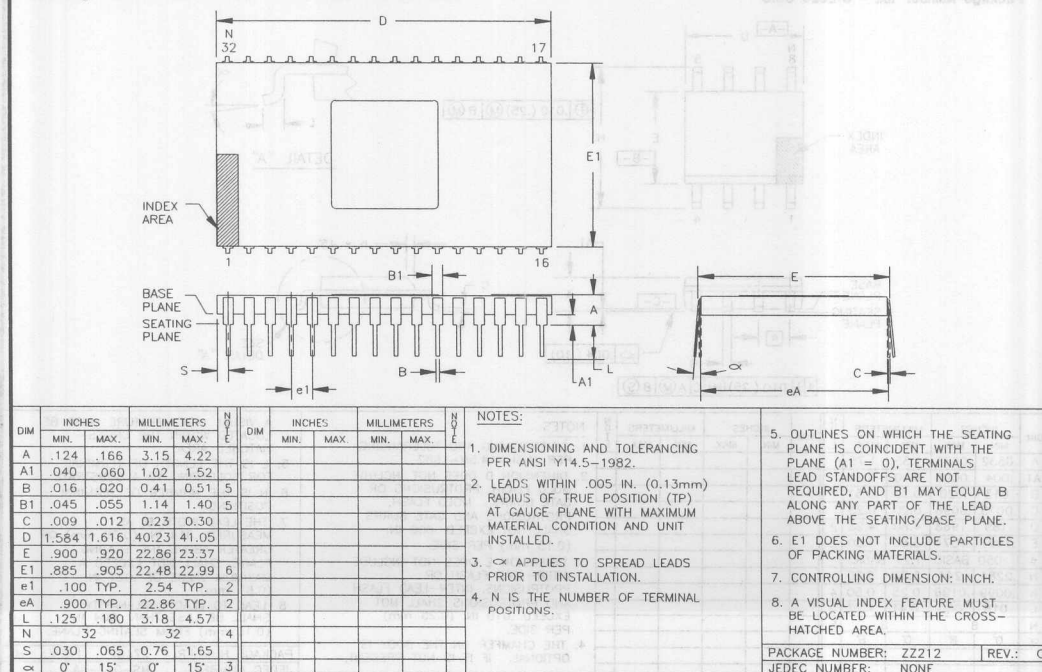 D
N
32
17
E1
INDEX
AREA
1
16
B1
BASE
PLANE
SEATING
PLANE
A
S
e1
B
A1
L
E
∝
C
eA
DIM INCHES MILLIMETERS NOTE DIM INCHES MILLIMETERS NOTE
MIN. MAX. MIN. MAX. MIN. MAX. MIN. MAX.
A .124 .166 3.15 4.22
A1 .040 .060 1.02 1.52
B .016 .020 0.41 0.51 5
B1 .045 .055 1.14 1.40 5
C .009 .012 0.23 0.30
D 1.584 1.616 40.23 41.05
E .900 .920 22.86 23.37
E1 .885 .905 22.48 22.99 6
e1 .100 TYP. 2.54 TYP. 2
eA .900 TYP. 22.86 TYP. 2
L .125 .180 3.18 4.57
N 32 32 4
S .030 .065 0.76 1.65
∝ 0° 15° 0° 15° 3
NOTES:
1. DIMENSIONING AND TOLERANCING
PER ANSI Y14.5-1982.
2. LEADS WITHIN .005 IN. (0.13mm)
RADIUS OF TRUE POSITION (TP)
AT GAUGE PLANE WITH MAXIMUM
MATERIAL CONDITION AND UNIT
INSTALLED.
3. ∝ APPLIES TO SPREAD LEADS
PRIOR TO INSTALLATION.
4. N IS THE NUMBER OF TERMINAL
POSITIONS.
5. OUTLINES ON WHICH THE SEATING
PLANE IS COINCIDENT WITH THE
PLANE (A1 = 0), TERMINALS
LEAD STANDOFFS ARE NOT
REQUIRED, AND B1 MAY EQUAL B
ALONG ANY PART OF THE LEAD
ABOVE THE SEATING/BASE PLANE.
6. E1 DOES NOT INCLUDE PARTICLES
OF PACKING MATERIALS.
7. CONTROLLING DIMENSION: INCH.
8. A VISUAL INDEX FEATURE MUST
BE LOCATED WITHIN THE CROSS-
HATCHED AREA.
PACKAGE NUMBER: ZZ212 REV.:
JEDEC NUMBER: NONE